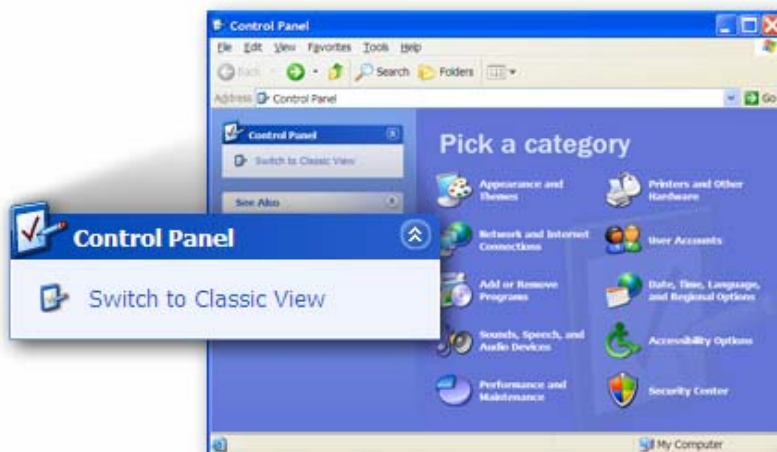 Control Panel
File Edit View Favorites Tools Help
Back Search Folders
Address Control Panel Go
Control Panel
Switch to Classic View
See Also
Pick a category
Appearance and
Themes
Printers and Other
Hardware
Network and Internet
Connections
User Accounts
Add or Remove
Programs
Date, Time, Language,
and Regional Options
Sounds, Speech, and
Audio Devices
Accessibility Options
Performance and
Maintenance
Security Center
My Computer
Control Panel
Switch to Classic View